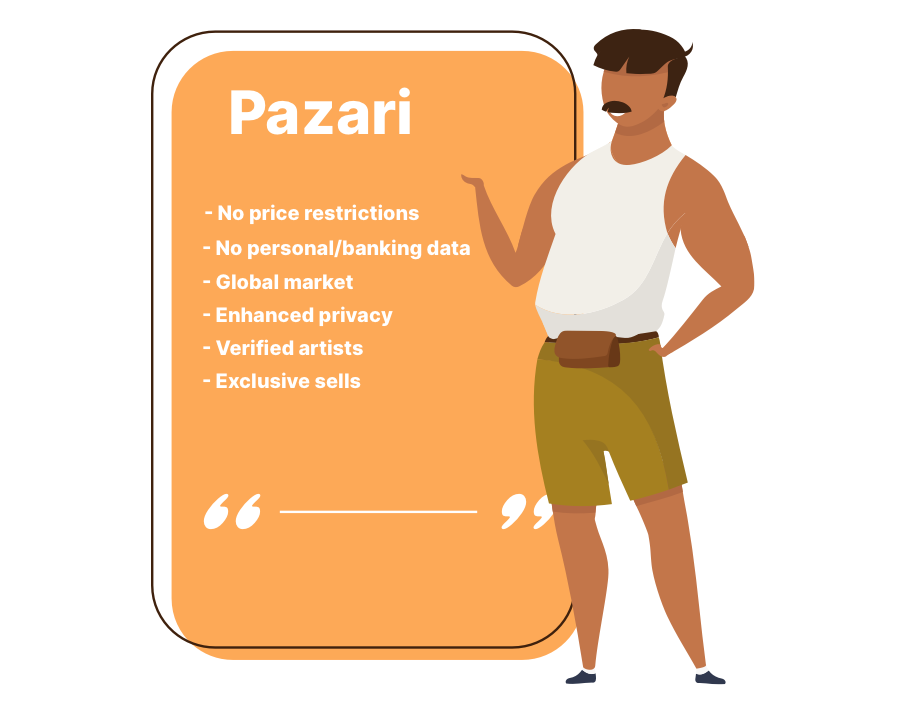 Pazari
- No price restrictions
- No personal/banking data
- Global market
- Enhanced privacy
- Verified artists
- Exclusive sells
“ ”